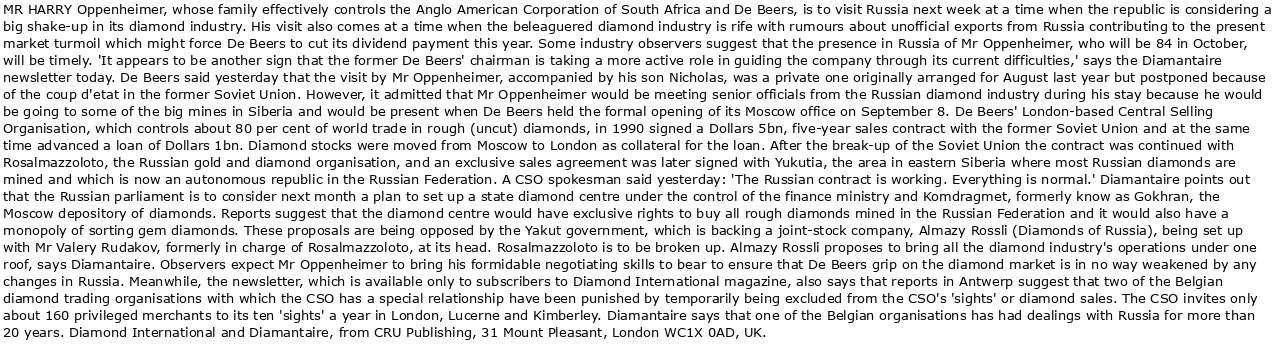 MR HARRY Oppenheimer, whose family effectively controls the Anglo American Corporation of South Africa and De Beers, is to visit Russia next week at a time when the republic is considering a
big shake-up in its diamond industry. His visit also comes at a time when the beleaguered diamond industry is rife with rumours about unofficial exports from Russia contributing to the present
market turmoil which might force De Beers to cut its dividend payment this year. Some industry observers suggest that the presence in Russia of Mr Oppenheimer, who will be 84 in October,
will be timely. 'It appears to be another sign that the former De Beers' chairman is taking a more active role in guiding the company through its current difficulties,' says the Diamantaire
newsletter today. De Beers said yesterday that the visit by Mr Oppenheimer, accompanied by his son Nicholas, was a private one originally arranged for August last year but postponed because
of the coup d'etat in the former Soviet Union. However, it admitted that Mr Oppenheimer would be meeting senior officials from the Russian diamond industry during his stay because he would
be going to some of the big mines in Siberia and would be present when De Beers held the formal opening of its Moscow office on September 8. De Beers' London-based Central Selling
Organisation, which controls about 80 per cent of world trade in rough (uncut) diamonds, in 1990 signed a Dollars 5bn, five-year sales contract with the former Soviet Union and at the same
time advanced a loan of Dollars 1bn. Diamond stocks were moved from Moscow to London as collateral for the loan. After the break-up of the Soviet Union the contract was continued with
Rosalmazzoloto, the Russian gold and diamond organisation, and an exclusive sales agreement was later signed with Yukutia, the area in eastern Siberia where most Russian diamonds are
mined and which is now an autonomous republic in the Russian Federation. A CSO spokesman said yesterday: 'The Russian contract is working. Everything is normal.' Diamantaire points out
that the Russian parliament is to consider next month a plan to set up a state diamond centre under the control of the finance ministry and Komdragmet, formerly know as Gokhran, the
Moscow depository of diamonds. Reports suggest that the diamond centre would have exclusive rights to buy all rough diamonds mined in the Russian Federation and it would also have a
monopoly of sorting gem diamonds. These proposals are being opposed by the Yakut government, which is backing a joint-stock company, Almazy Rossli (Diamonds of Russia), being set up
with Mr Valery Rudakov, formerly in charge of Rosalmazzoloto, at its head. Rosalmazzoloto is to be broken up. Almazy Rossli proposes to bring all the diamond industry's operations under one
roof, says Diamantaire. Observers expect Mr Oppenheimer to bring his formidable negotiating skills to bear to ensure that De Beers grip on the diamond market is in no way weakened by any
changes in Russia. Meanwhile, the newsletter, which is available only to subscribers to Diamond International magazine, also says that reports in Antwerp suggest that two of the Belgian
diamond trading organisations with which the CSO has a special relationship have been punished by temporarily being excluded from the CSO's 'sights' or diamond sales. The CSO invites only
about 160 privileged merchants to its ten 'sights' a year in London, Lucerne and Kimberley. Diamantaire says that one of the Belgian organisations has had dealings with Russia for more than
20 years. Diamond International and Diamantaire, from CRU Publishing, 31 Mount Pleasant, London WC1X 0AD, UK.